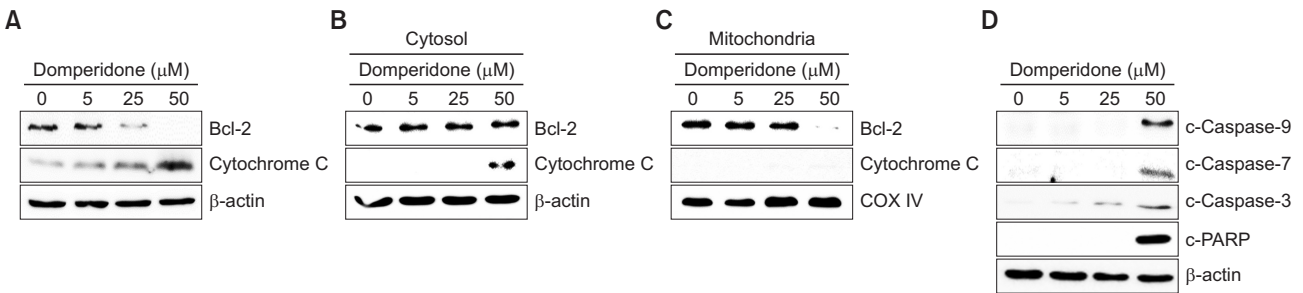 A
Domperidone (μM)
0 5 25 50
Bcl-2
Cytochrome C
β-actin
B
Cytosol
Domperidone (μM)
0 5 25 50
Bcl-2
Cytochrome C
β-actin
C
Mitochondria
Domperidone (μM)
0 5 25 50
Bcl-2
Cytochrome C
COX IV
D
Domperidone (μM)
0 5 25 50
c-Caspase-9
c-Caspase-7
c-Caspase-3
c-PARP
β-actin